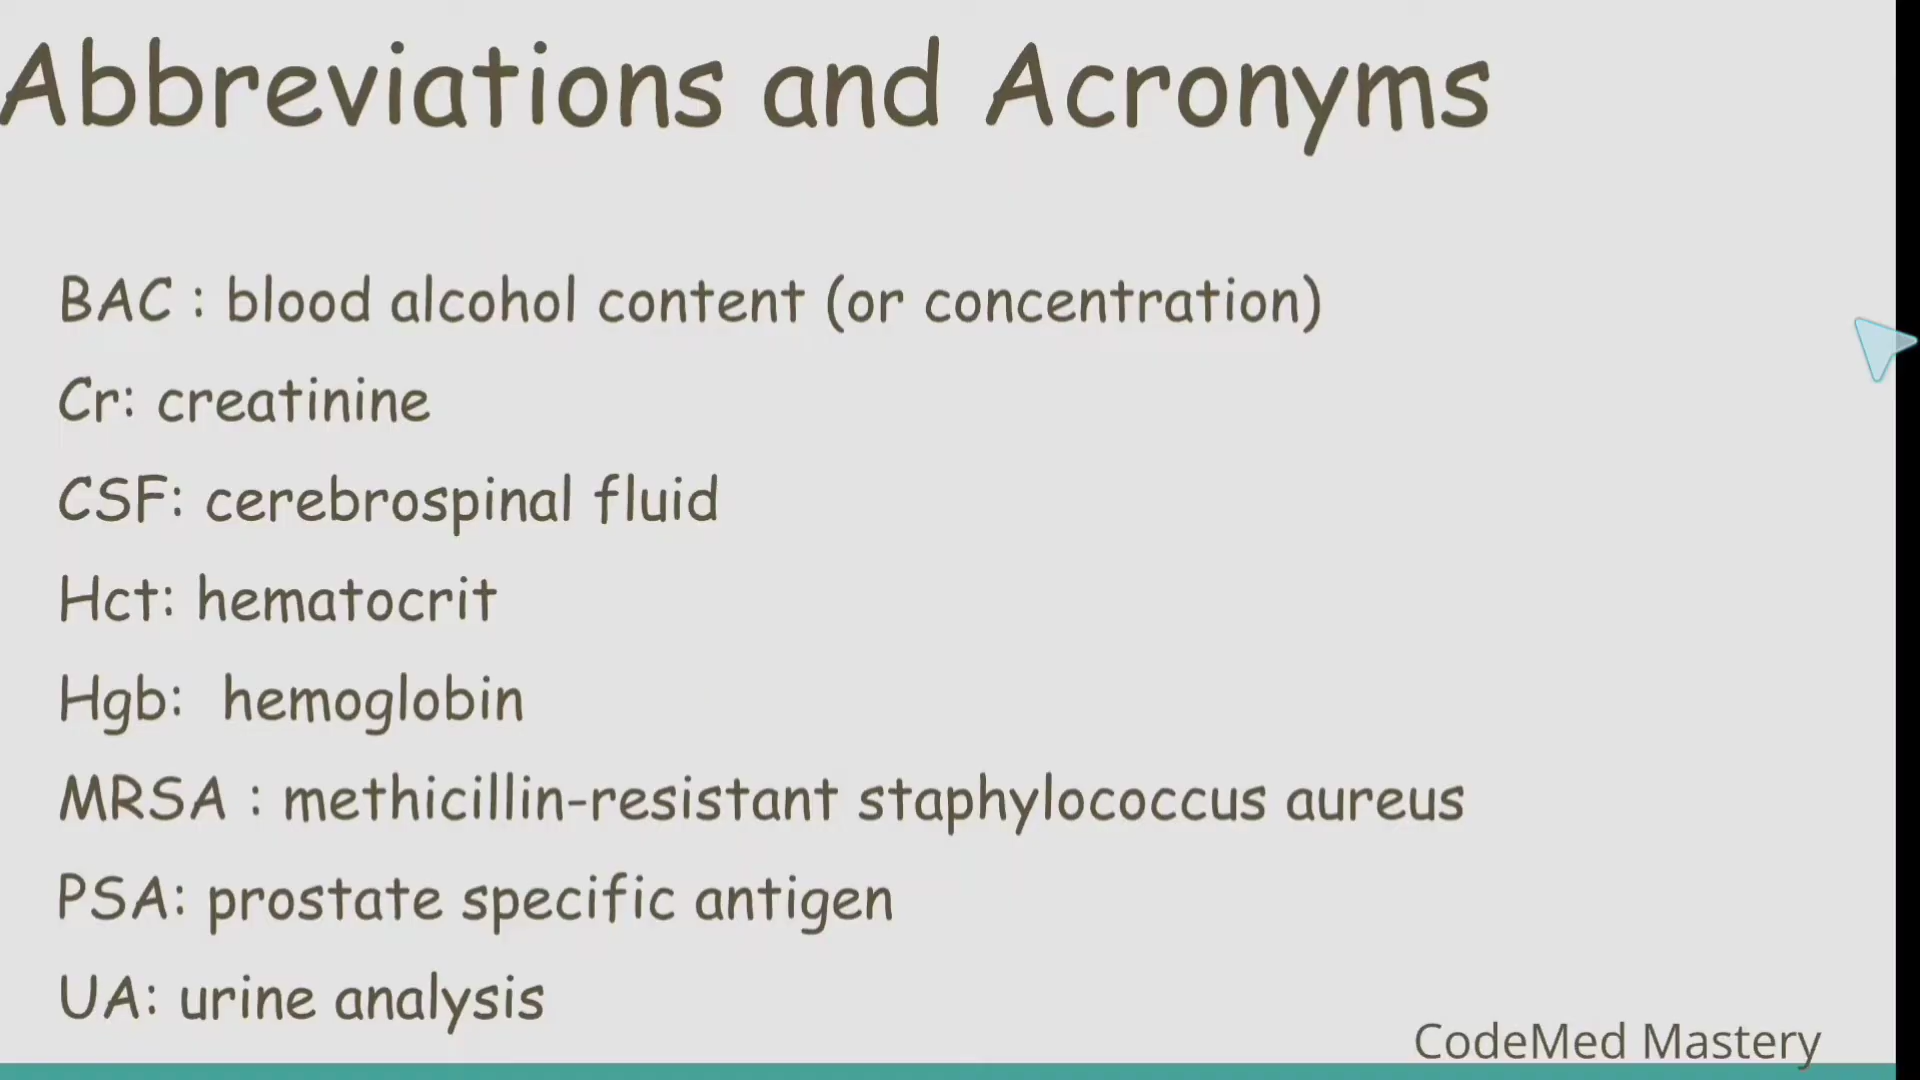 Abbreviations and Acronyms
BAC : blood alcohol content (or concentration)
Cr: creatinine
CSF: cerebrospinal fluid
Hct: hematocrit
Hgb:  hemoglobin
MRSA : methicillin-resistant staphylococcus aureus
PSA: prostate specific antigen
UA: urine analysis
CodeMed Mastery